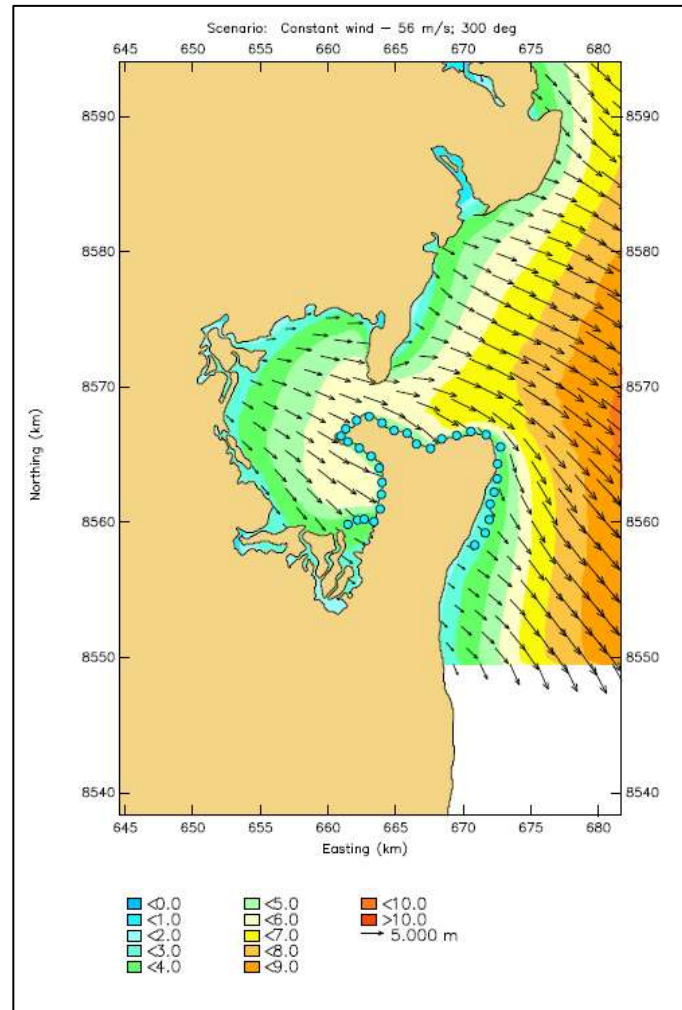 Scenario: Constant wind – 56 m/s; 300 deg
645 650 655 660 665 670 675 680
8590 8590
8580 8580
8570 8570
8560 8560
8550 8550
8540 8540
Northing (km)
645 650 655 660 665 670 675 680
Easting (km)
<0.0 <5.0 <10.0
<1.0 <6.0 >10.0
<2.0 <7.0 5.000 m
<3.0 <8.0
<4.0 <9.0